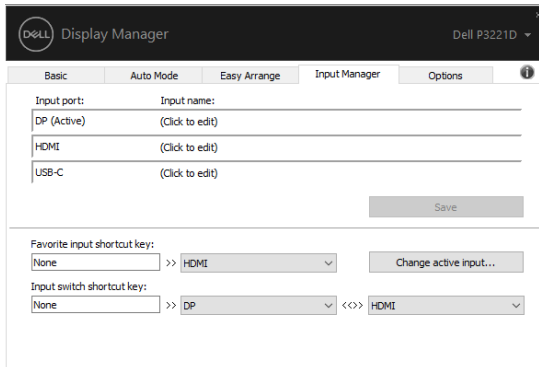 DELL Display Manager Dell P3221D
Basic Auto Mode Easy Arrange Input Manager Options
Input port: Input name:
DP (Active) (Click to edit)
HDMI (Click to edit)
USB-C (Click to edit)
Save
Favorite input shortcut key:
None >> HDMI Change active input...
Input switch shortcut key:
None >> DP <<>> HDMI